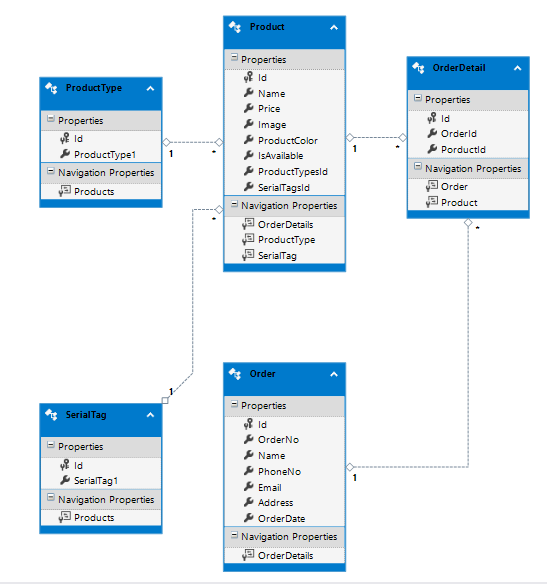 Product
Properties
Id
Name
Price
Image
ProductColor
IsAvailable
ProductTypesId
SerialTagsId
Navigation Properties
OrderDetails
ProductType
SerialTag
ProductType
Properties
Id
ProductType1
Navigation Properties
Products
OrderDetail
Properties
Id
OrderId
PorductId
Navigation Properties
Order
Product
1
*
1
*
*
*
1
1
SerialTag
Properties
Id
SerialTag1
Navigation Properties
Products
Order
Properties
Id
OrderNo
Name
PhoneNo
Email
Address
OrderDate
Navigation Properties
OrderDetails